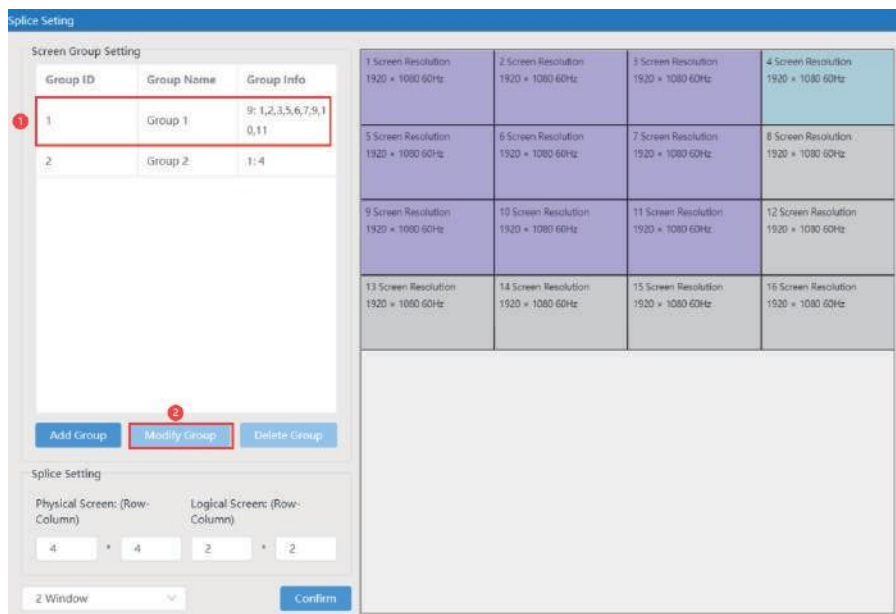 Splice Seting
Screen Group Setting
Group ID Group Name Group Info
1
1 Group 1 9: 1,2,3,5,6,7,9,1
0,11
2 Group 2 1: 4
2
Add Group Modify Group Delete Group
Splice Setting
Physical Screen: (Row- Logical Screen: (Row-
Column) Column)
4 * 4 2 * 2
2 Window Confirm
1 Screen Resolution 2 Screen Resolution 3 Screen Resolution 4 Screen Resolution
1920 × 1080 60Hz 1920 × 1080 60Hz 1920 × 1080 60Hz 1920 × 1080 60Hz
5 Screen Resolution 6 Screen Resolution 7 Screen Resolution 8 Screen Resolution
1920 × 1080 60Hz 1920 × 1080 60Hz 1920 × 1080 60Hz 1920 × 1080 60Hz
9 Screen Resolution 10 Screen Resolution 11 Screen Resolution 12 Screen Resolution
1920 × 1080 60Hz 1920 × 1080 60Hz 1920 × 1080 60Hz 1920 × 1080 60Hz
13 Screen Resolution 14 Screen Resolution 15 Screen Resolution 16 Screen Resolution
1920 × 1080 60Hz 1920 × 1080 60Hz 1920 × 1080 60Hz 1920 × 1080 60Hz